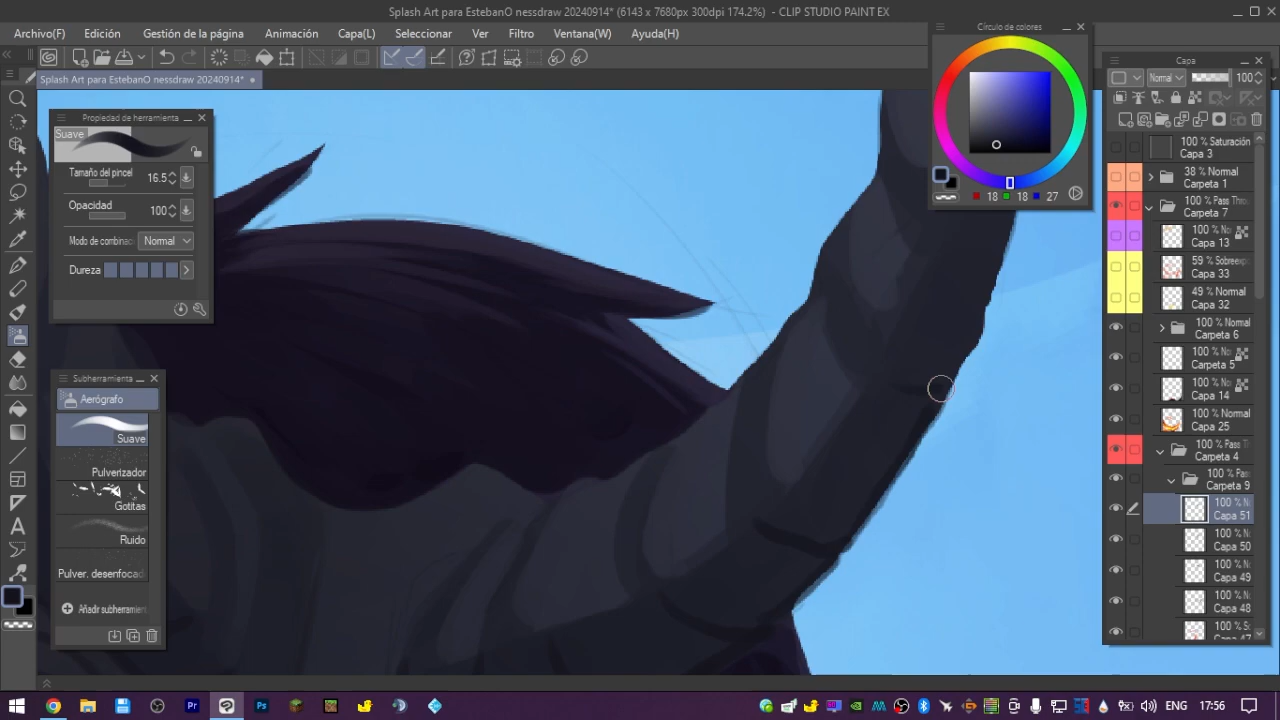 Splash Art para EstebanO nessdraw 20240914* (6143 x 7680px 300dpi 174.2%) - CLIP STUDIO PAINT EX
Archivo(F) Edición Gestión de la página Animación Capa(L) Seleccionar Ver Filtro Ventana(W) Ayuda(H)
Splash Art para EstebanO nessdraw 20240914*
Propiedad de herramienta
Suave
Tamaño del pincel 16.5
Opacidad 100
Modo de combinac Normal
Dureza
Subherramienta
Aerógrafo
Suave
Pulverizador
Gotitas
Ruido
Pulver. desenfocad
Añadir subherramien
Círculo de colores
18 18 27
Capa
Normal 100
100 % Saturación
Capa 3
38 % Normal
Carpeta 1
100 % Pass Throu
Carpeta 7
100 % No
Capa 13
59 % Sobreexp
Capa 33
49 % Normal
Capa 32
100 % Normal
Carpeta 6
100 % No
Carpeta 5
100 % No
Capa 14
100 % Normal
Capa 25
100 % Pass T
Carpeta 4
100 % Pas
Carpeta 9
100 % N
Capa 51
100 % N
Capa 50
100 % N
Capa 49
100 % N
Capa 48
100 % S
Capa 47
ENG 17:56